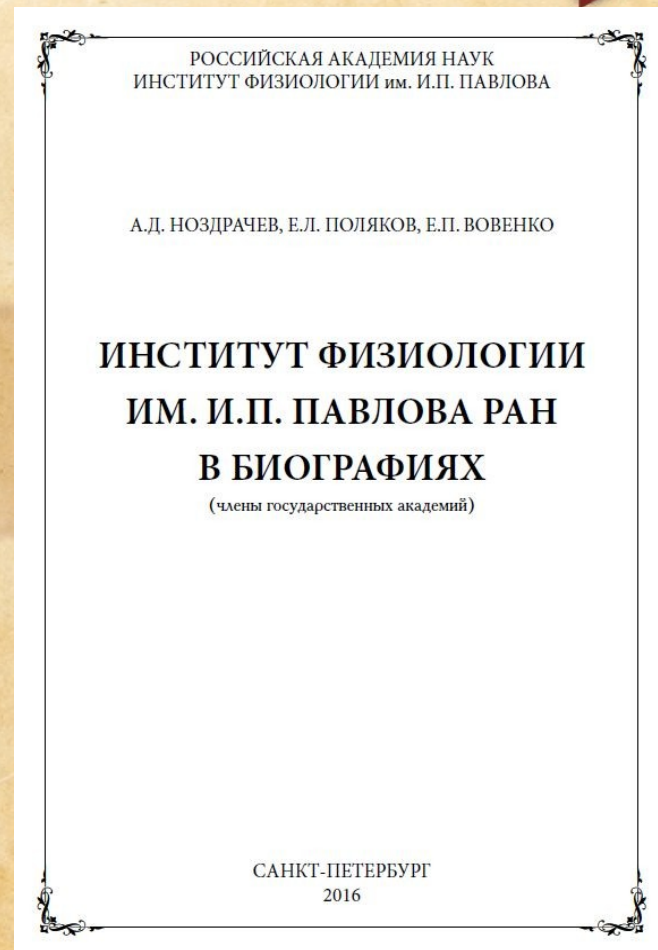 РОССИЙСКАЯ АКАДЕМИЯ НАУК
ИНСТИТУТ ФИЗИОЛОГИИ им. И.П. ПАВЛОВА
А.Д. НОЗДРАЧЕВ, Е.Л. ПОЛЯКОВ, Е.П. ВОВЕНКО
ИНСТИТУТ ФИЗИОЛОГИИ
ИМ. И.П. ПАВЛОВА РАН
В БИОГРАФИЯХ
(члены государственных академий)
САНКТ-ПЕТЕРБУРГ
2016